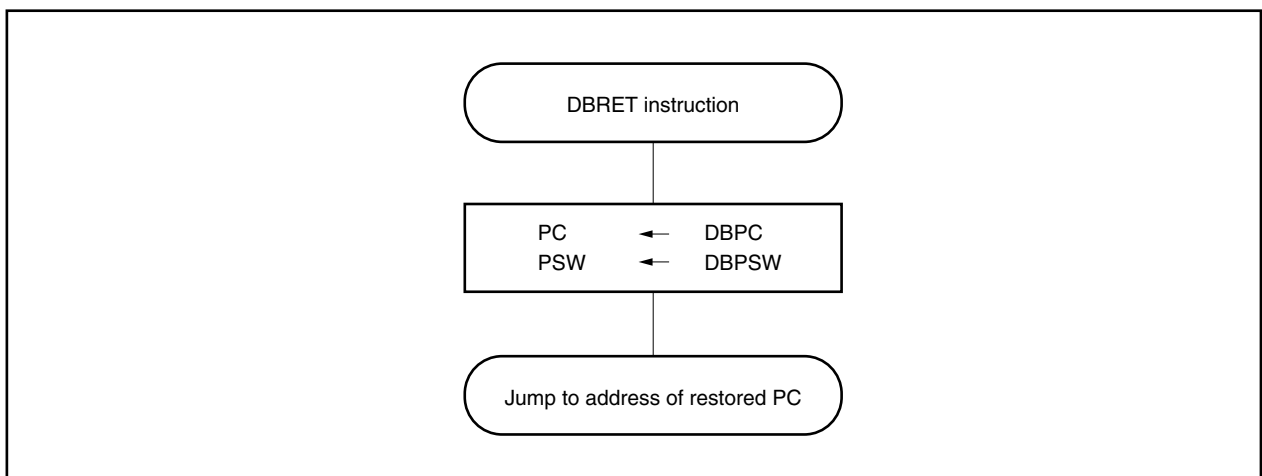 DBRET instruction
PC ← DBPC
PSW ← DBPSW
Jump to address of restored PC